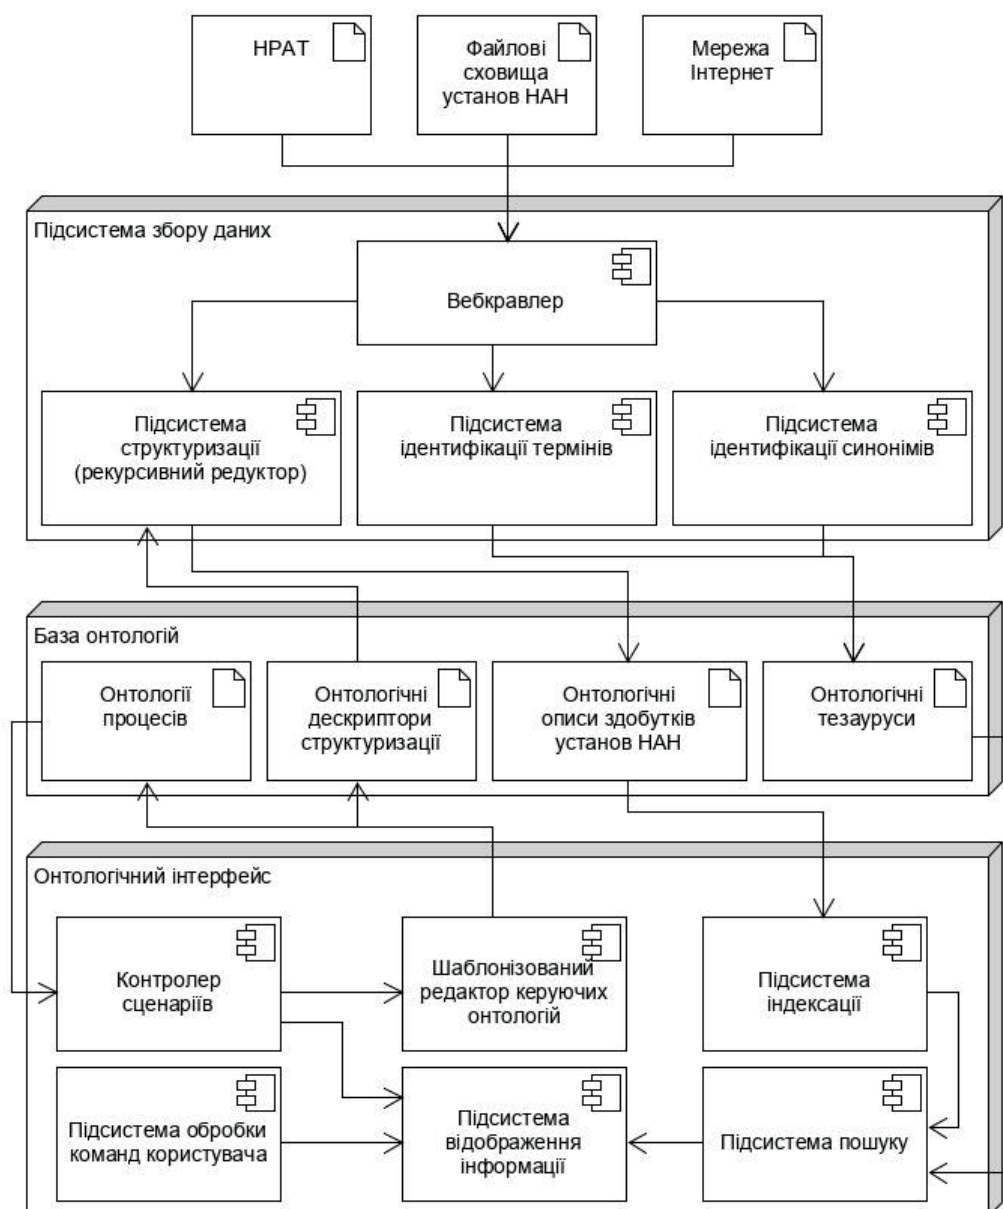 НРАТ
Файлові
сховища
установ НАН
Мережа
Інтернет
Підсистема збору даних
Вебкравлер
Підсистема
структуризації
(рекурсивний редуктор)
Підсистема
ідентифікації термінів
Підсистема
ідентифікації синонімів
База онтологій
Онтології
процесів
Онтологічні
дескриптори
структуризації
Онтологічні
описи здобутків
установ НАН
Онтологічні
тезауруси
Онтологічний інтерфейс
Контролер
сценаріїв
Шаблонізований
редактор керуючих
онтологій
Підсистема
індексації
Підсистема обробки
команд користувача
Підсистема
відображення
інформації
Підсистема пошуку